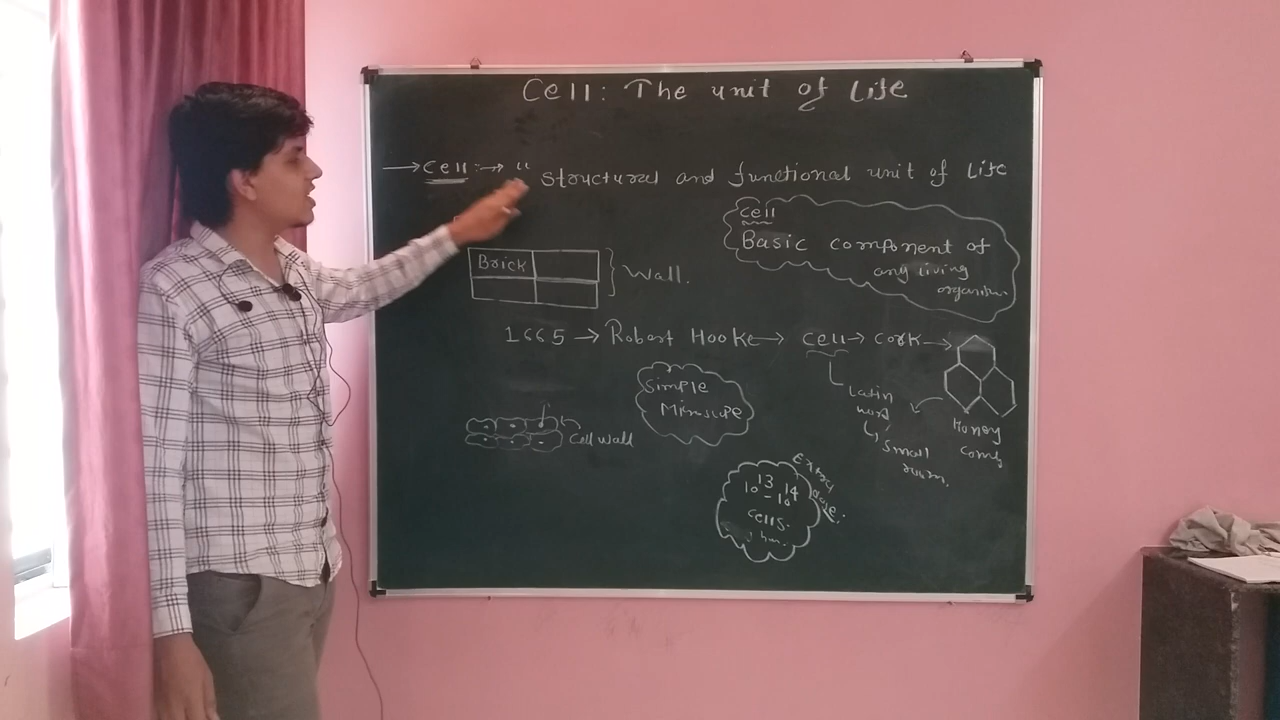 Cell: The unit of Life
→ Cell :→ " Structural and functional unit of Life
Cell
Basic component of
any living
organism.
Brick
Wall.
1665 → Robert Hooke → Cell → Cork →
Simple
Latin
word
Small
room.
Honey
comb
Cell wall
10^13 - 10^14
Cells.